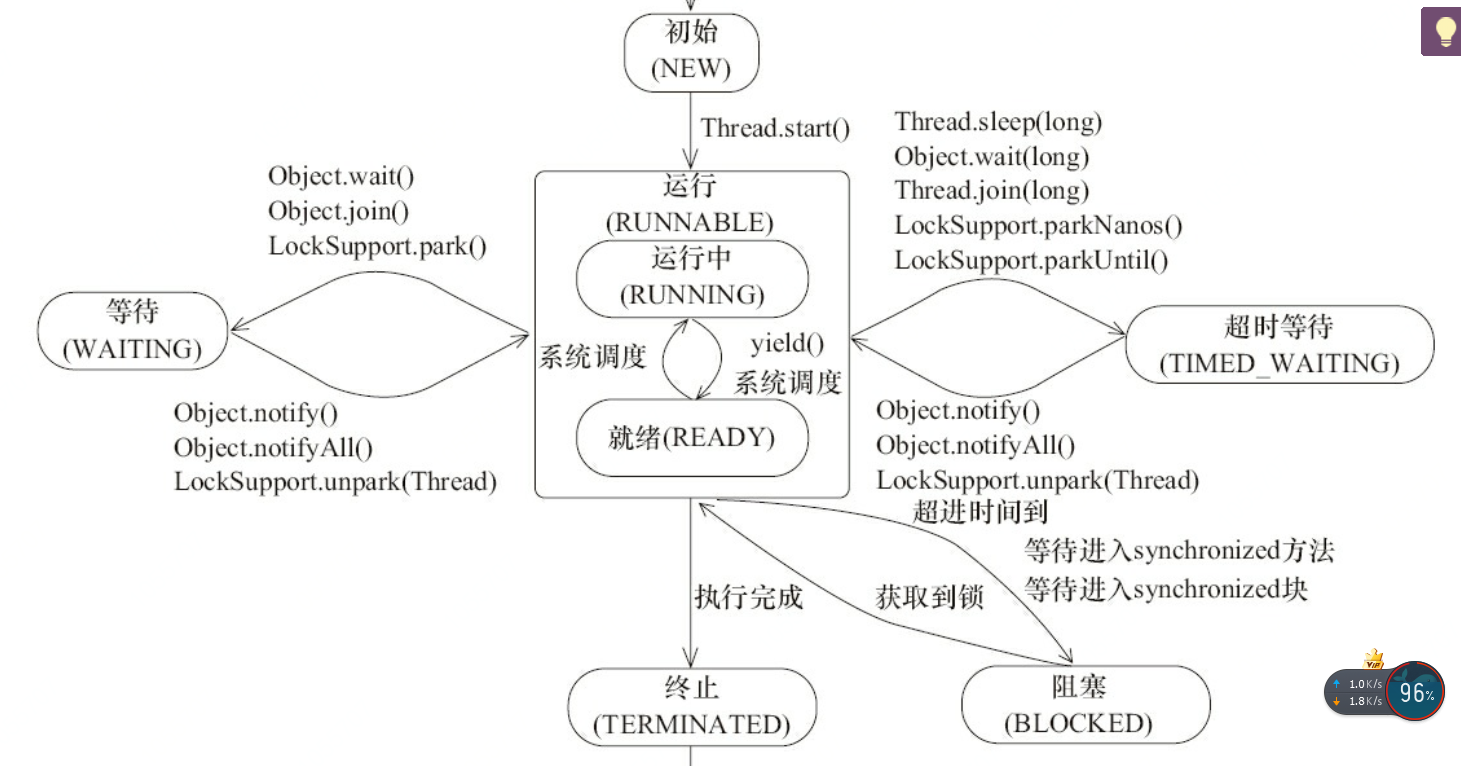 初始
(NEW)
Thread.start()
Thread.sleep(long)
Object.wait(long)
Thread.join(long)
LockSupport.parkNanos()
LockSupport.parkUntil()
Object.wait()
Object.join()
LockSupport.park()
运行
(RUNNABLE)
运行中
(RUNNING)
系统调度
yield()
系统调度
就绪(READY)
等待
(WAITING)
超时等待
(TIMED_WAITING)
Object.notify()
Object.notifyAll()
LockSupport.unpark(Thread)
Object.notify()
Object.notifyAll()
LockSupport.unpark(Thread)
超进时间到
等待进入synchronized方法
等待进入synchronized块
执行完成
获取到锁
终止
(TERMINATED)
阻塞
(BLOCKED)
VIP
1.0K/s
1.8K/s
96%